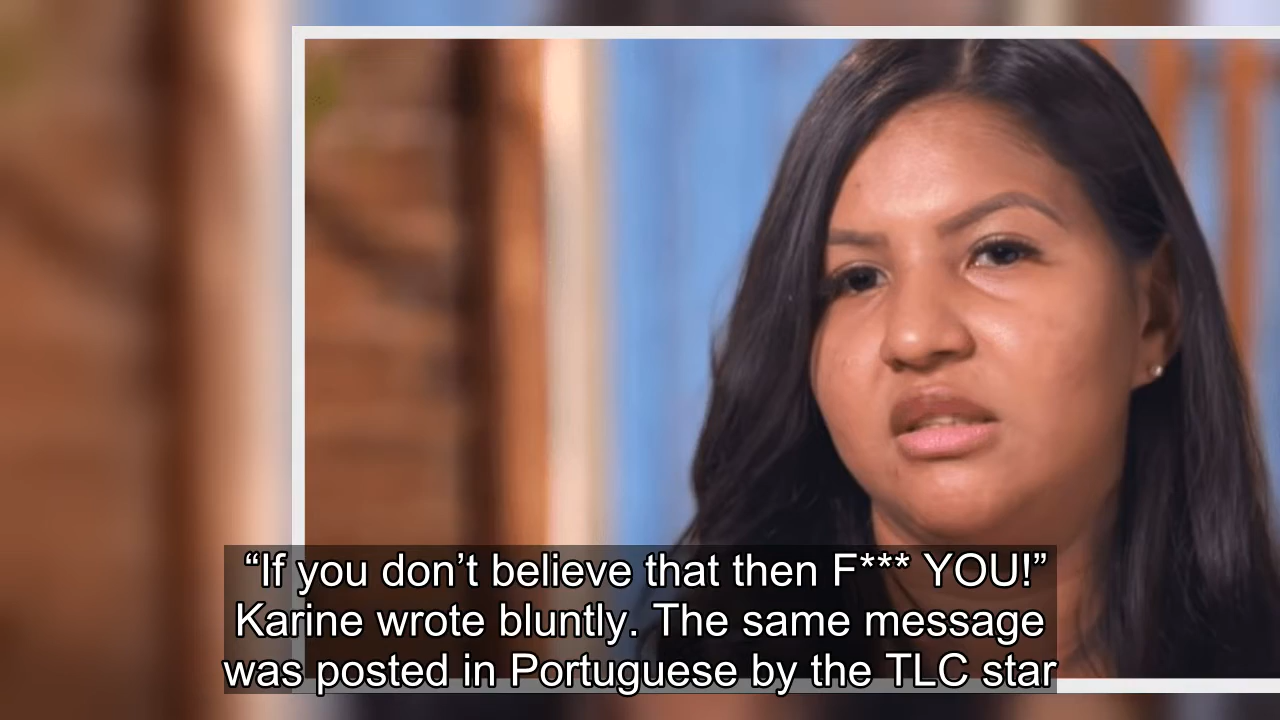 “If you don’t believe that then F*** YOU!”
Karine wrote bluntly. The same message
was posted in Portuguese by the TLC star